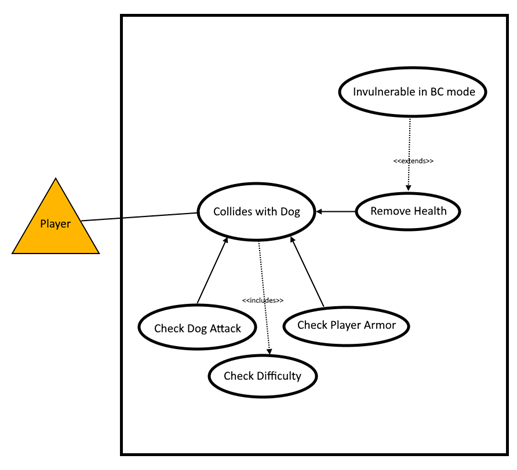 Invulnerable in BC mode
<<extends>>
Player
Collides with Dog
Remove Health
<<includes>>
Check Dog Attack
Check Player Armor
Check Difficulty